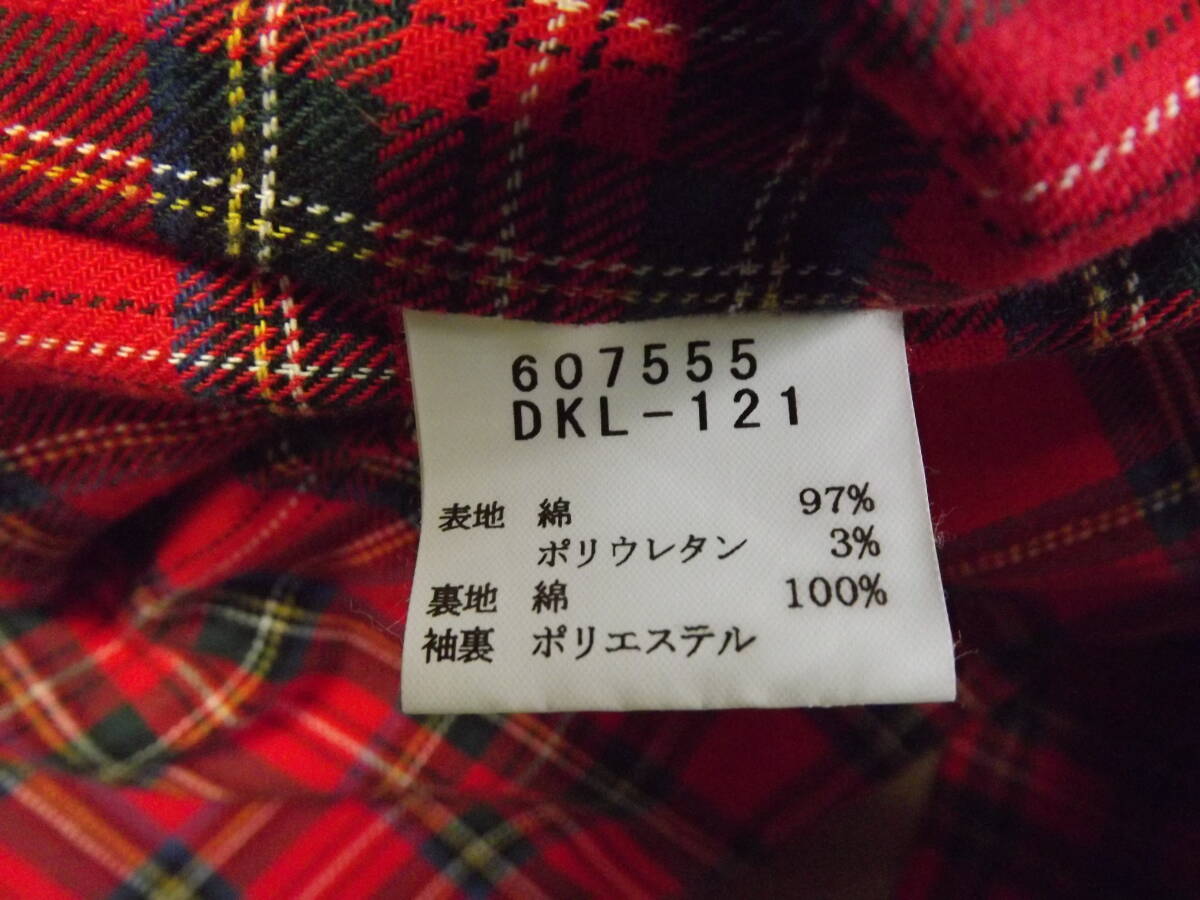 607555
DKL-121
表地 綿 97%
ポリウレタン 3%
裏地 綿 100%
袖裏 ポリエステル